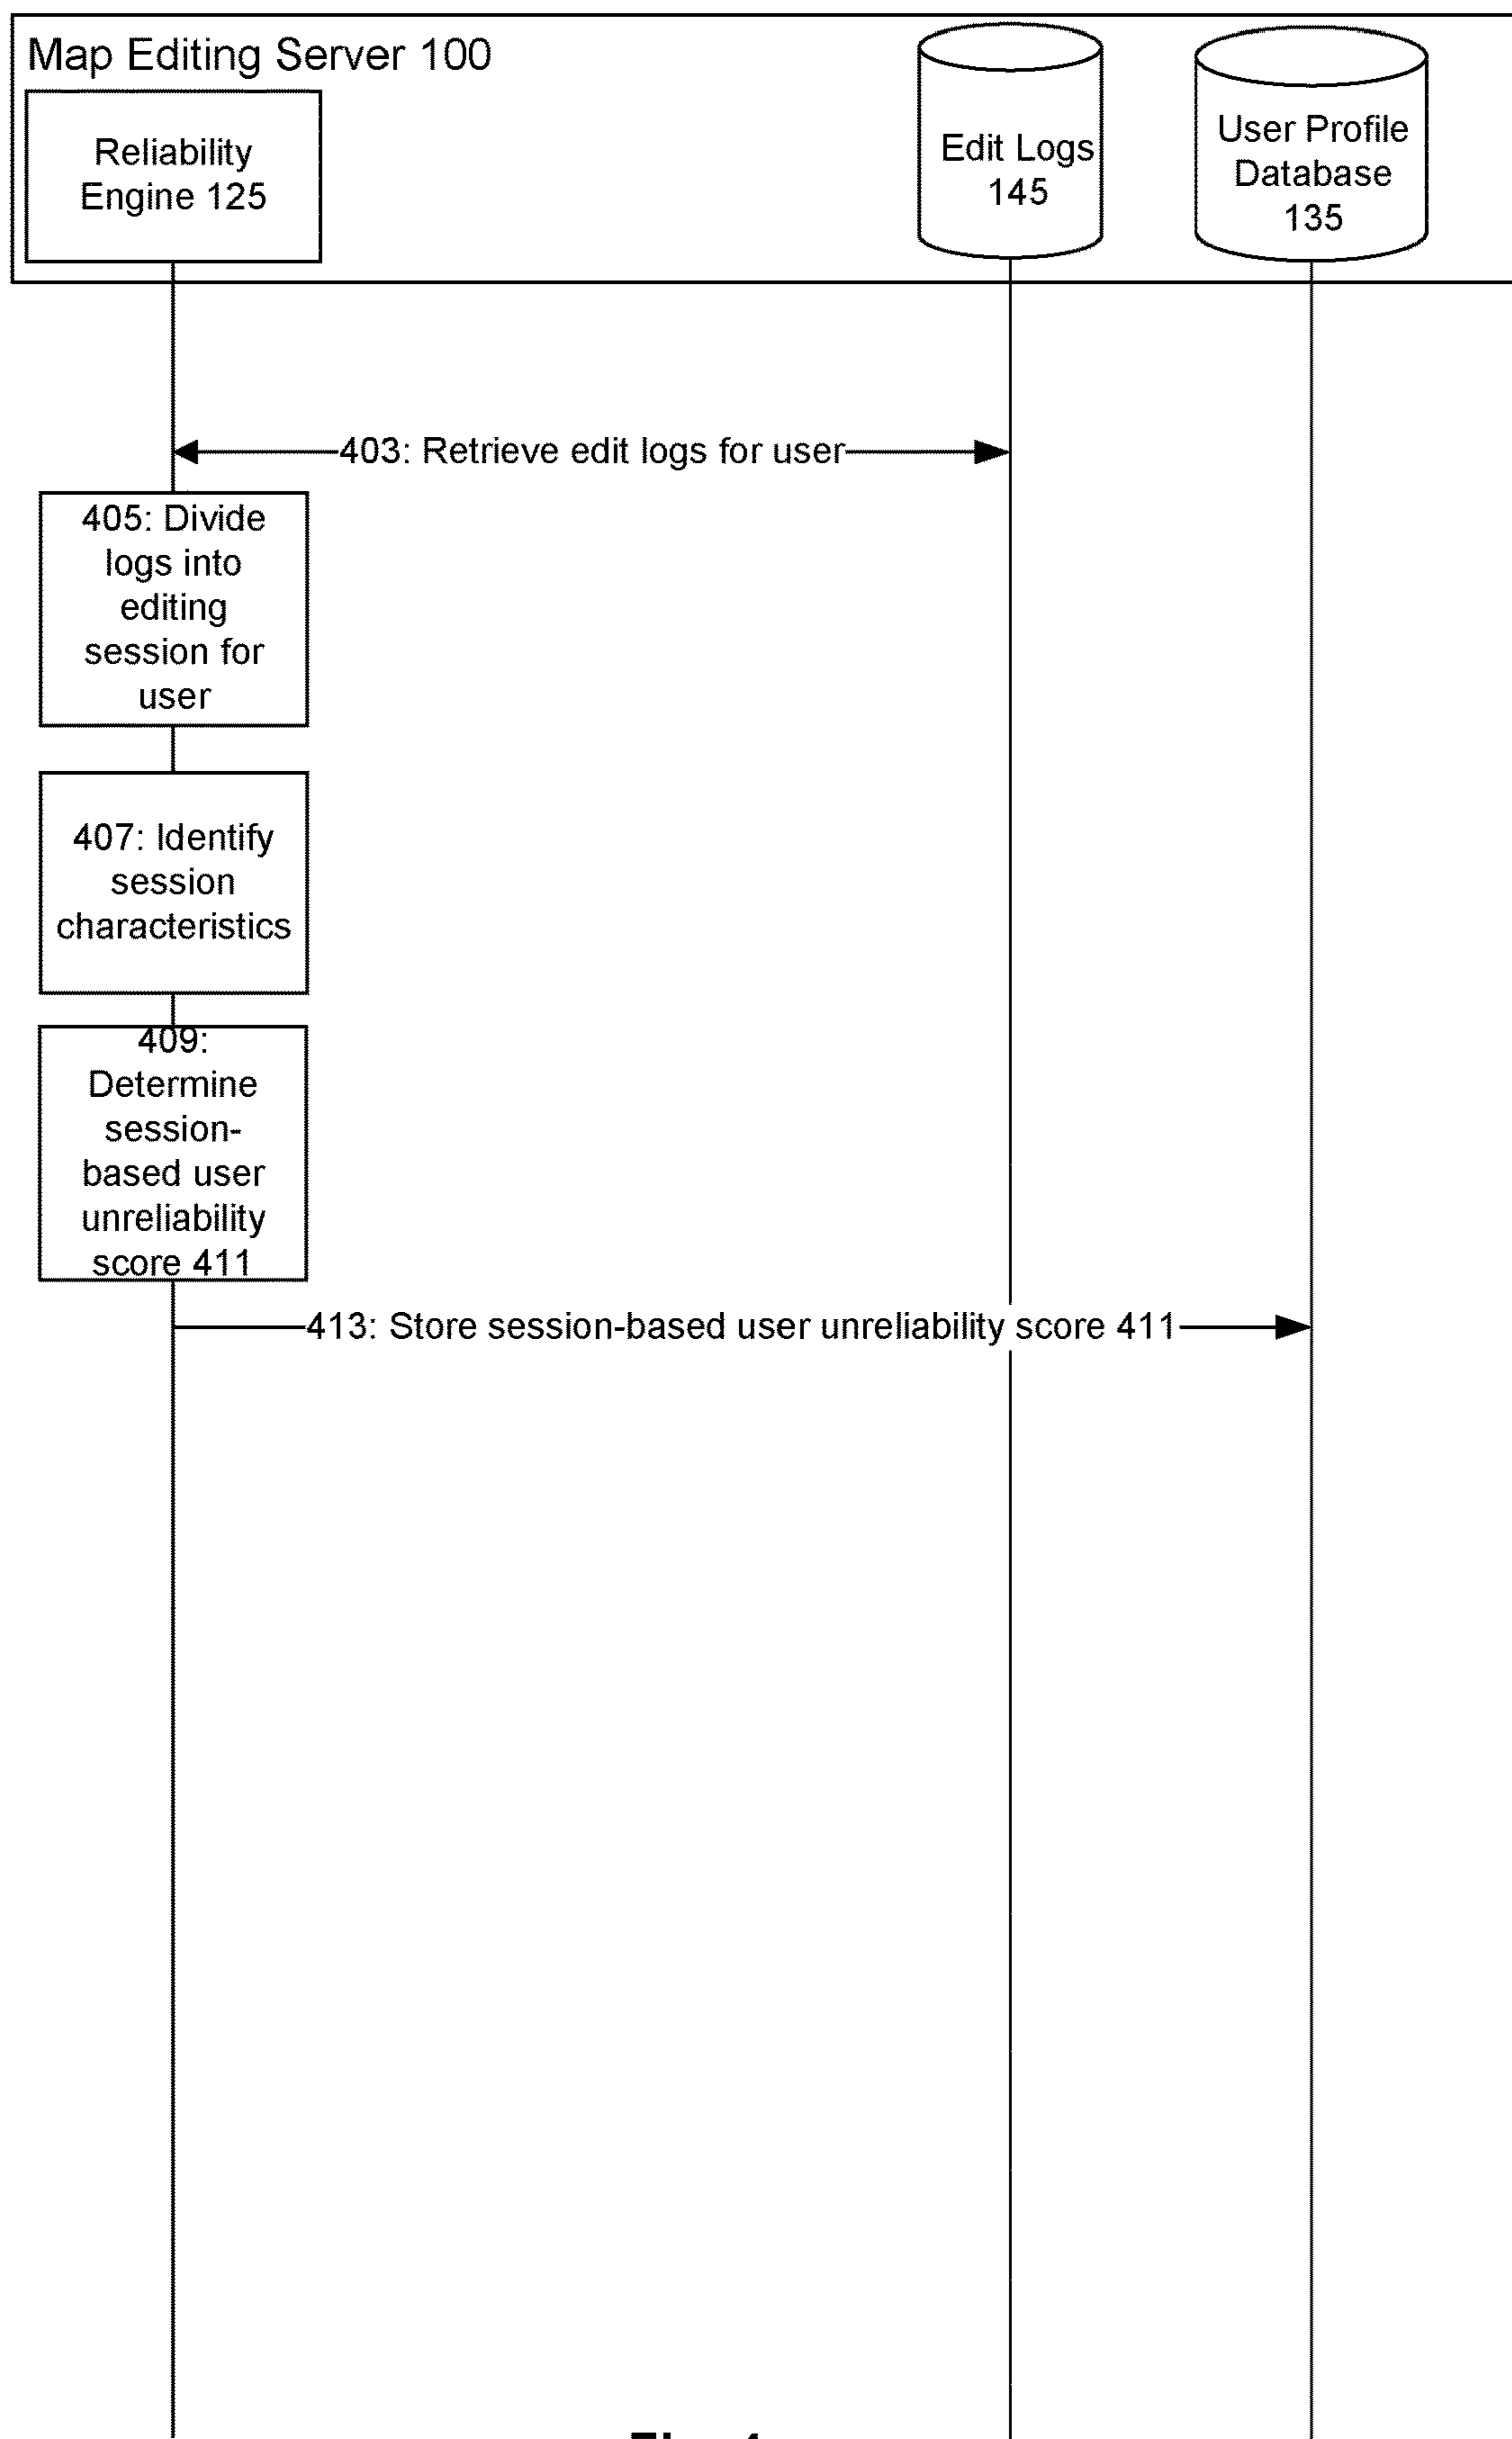 Map Editing Server 100
Reliability
Engine 125
Edit Logs
145
User Profile
Database
135
403: Retrieve edit logs for user
405: Divide
logs into
editing
session for
user
407: Identify
session
characteristics
409:
Determine
session-
based user
unreliability
score 411
413: Store session-based user unreliability score 411